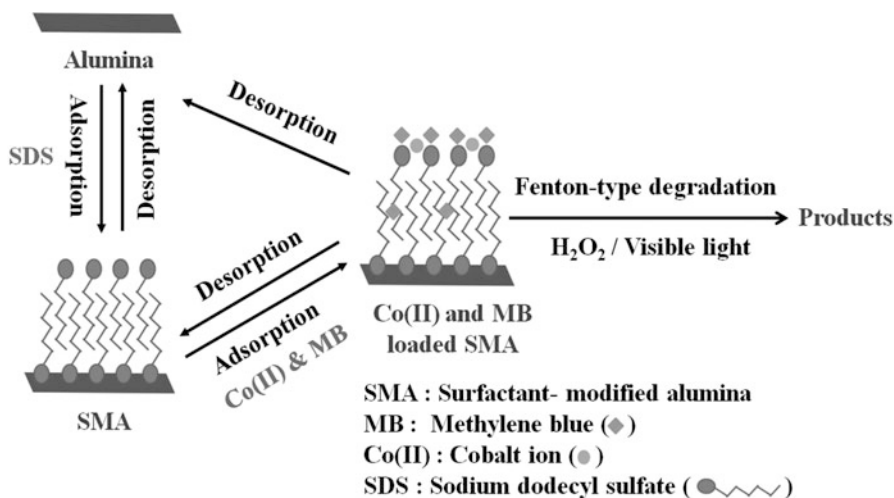 Alumina
SDS
Adsorption
Desorption
Desorption
Fenton-type degradation
H₂O₂ / Visible light
Products
Desorption
Adsorption
Co(II) & MB
SMA
Co(II) and MB
loaded SMA
SMA : Surfactant- modified alumina
MB : Methylene blue ( )
Co(II) : Cobalt ion ( )
SDS : Sodium dodecyl sulfate ( )